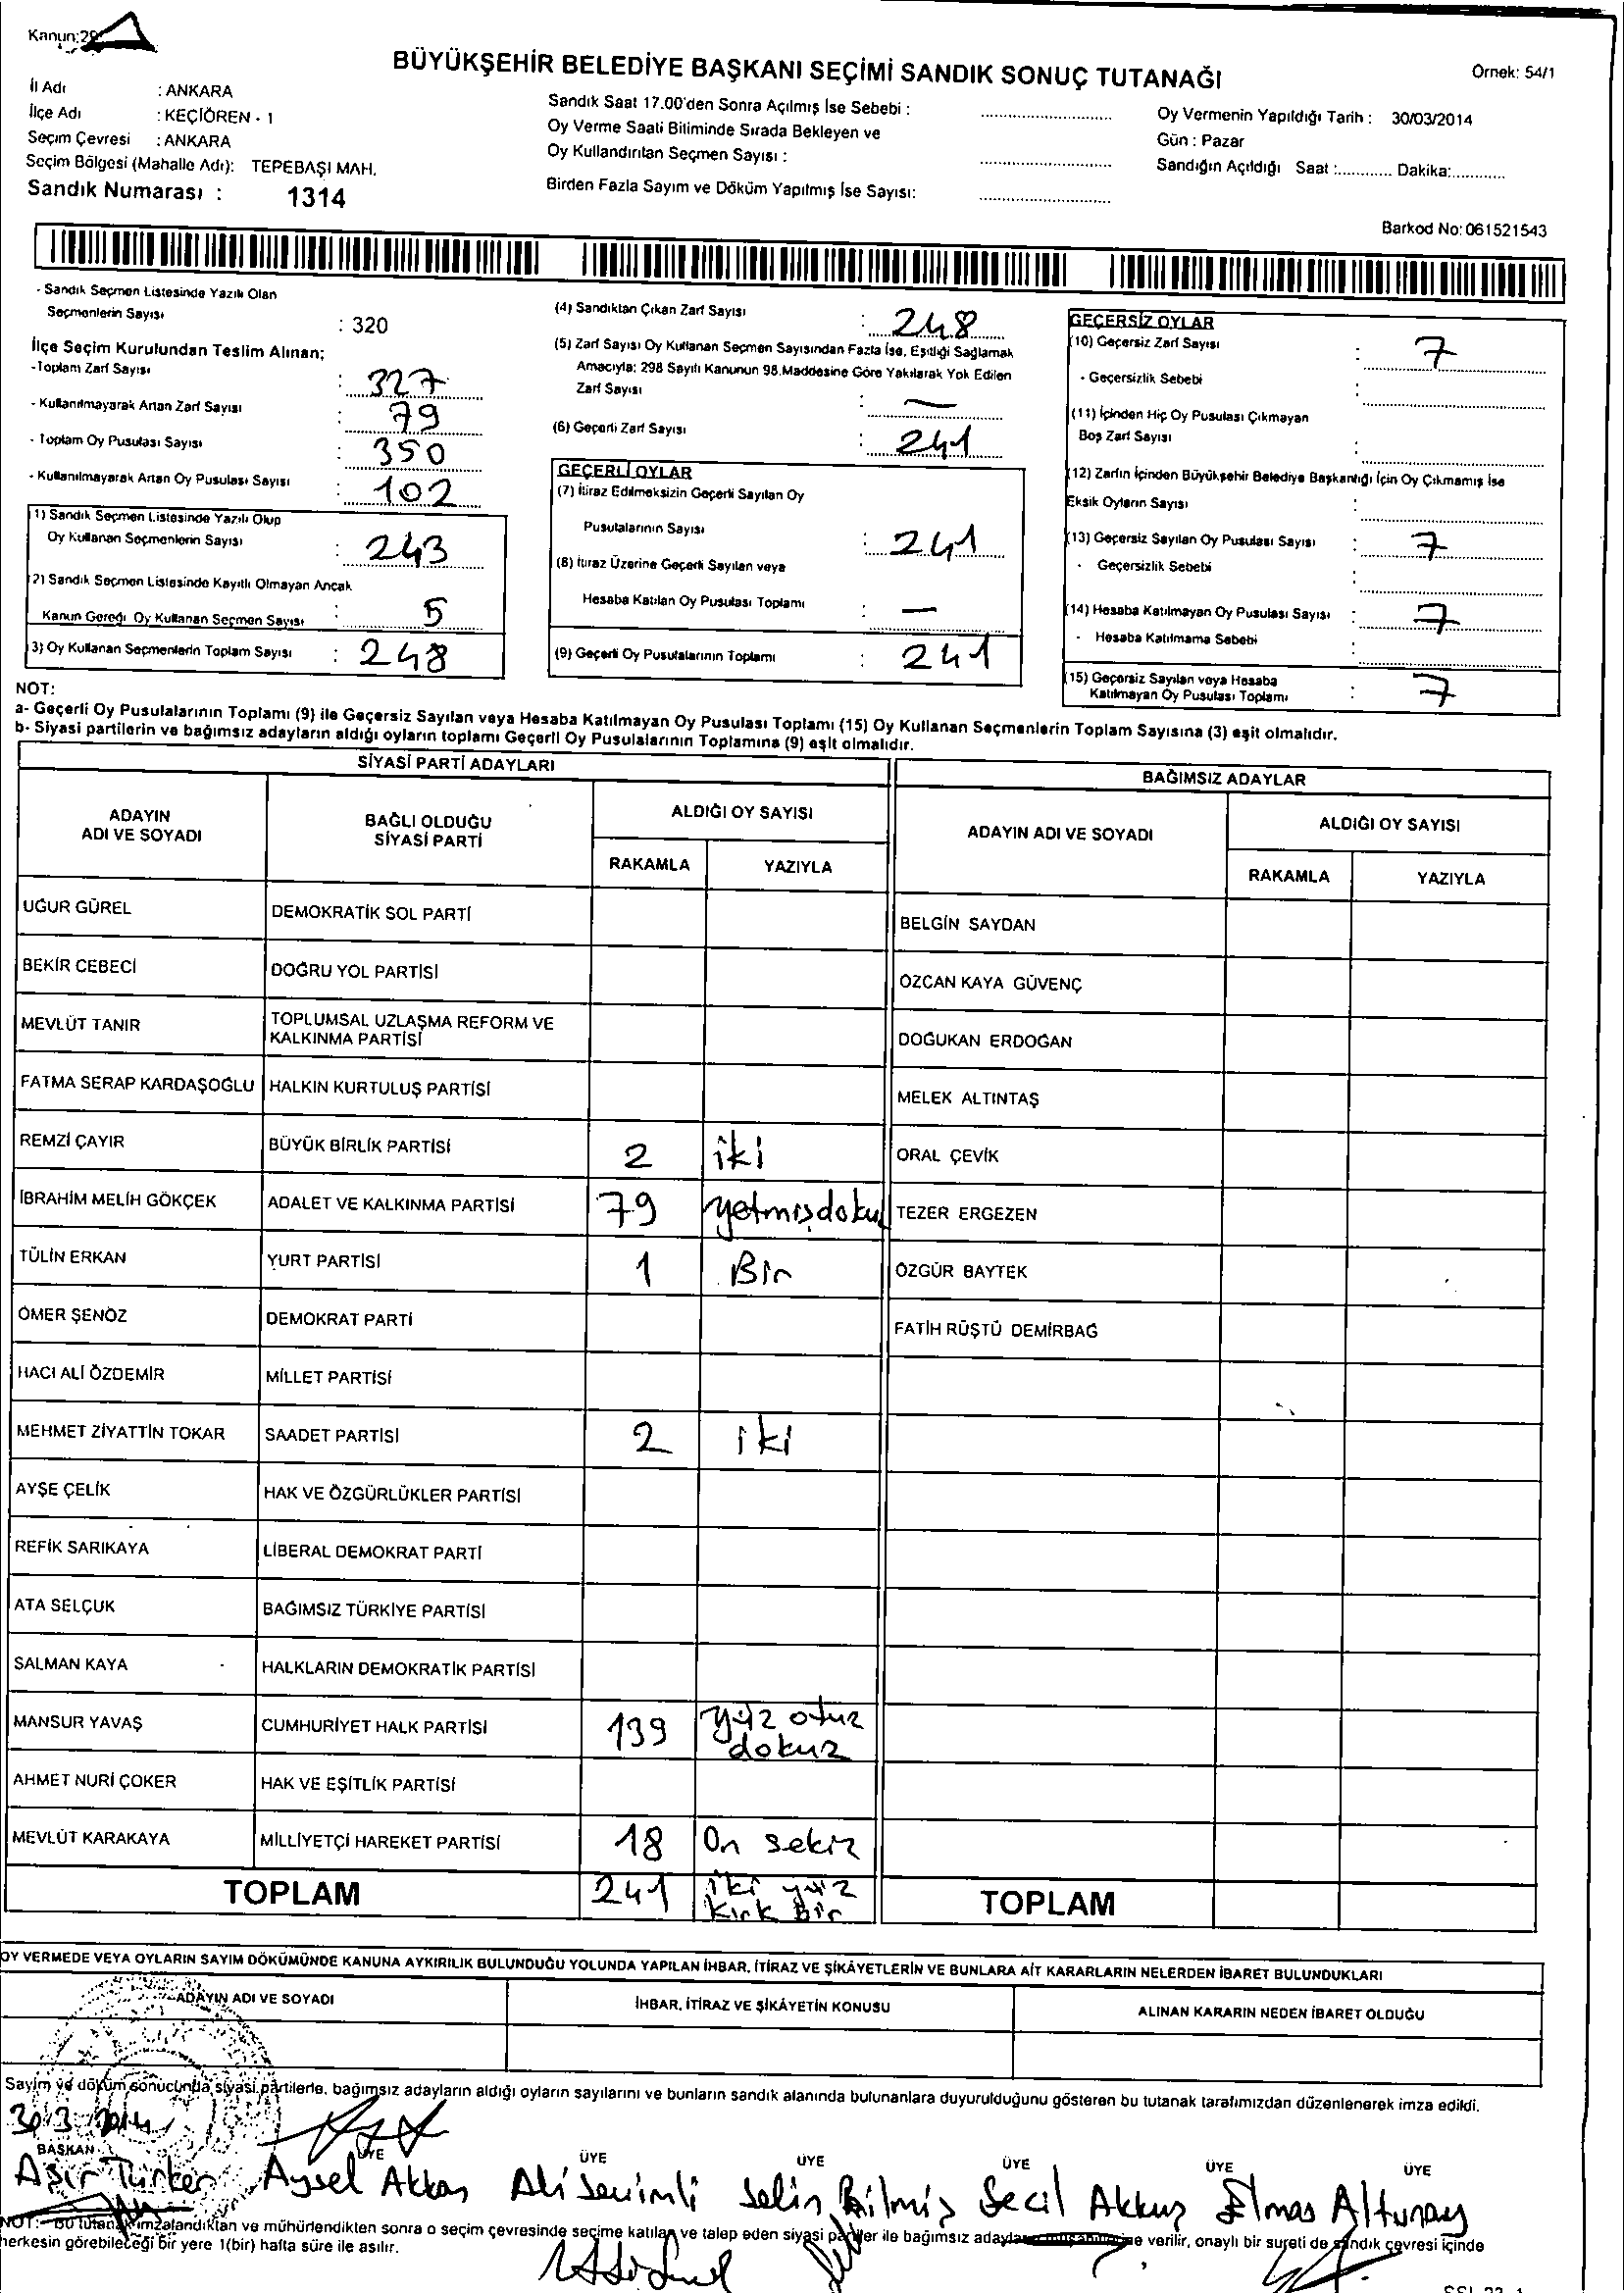 Kanun:29
BÜYÜKŞEHİR BELEDİYE BAŞKANI SEÇİMİ SANDIK SONUÇ TUTANAĞI
Örnek: 54/1
İl Adı : ANKARA
İlçe Adı : KEÇİÖREN - 1
Seçim Çevresi : ANKARA
Seçim Bölgesi (Mahalle Adı): TEPEBAŞI MAH.
Sandık Numarası : 1314
Sandık Saat 17.00'den Sonra Açılmış İse Sebebi : ..............................
Oy Verme Saati Bitiminde Sırada Bekleyen ve
Oy Kullandırılan Seçmen Sayısı : ..............................
Birden Fazla Sayım ve Döküm Yapılmış İse Sayısı: ..............................
Oy Vermenin Yapıldığı Tarih : 30/03/2014
Gün : Pazar
Sandığın Açıldığı Saat :............ Dakika:............
Barkod No: 061521543
- Sandık Seçmen Listesinde Yazılı Olan
Seçmenlerin Sayısı : 320
İlçe Seçim Kurulundan Teslim Alınan;
-Toplam Zarf Sayısı : 327
- Kullanılmayarak Artan Zarf Sayısı : 79
- Toplam Oy Pusulası Sayısı : 350
- Kullanılmayarak Artan Oy Pusulası Sayısı : 102
1) Sandık Seçmen Listesinde Yazılı Olup
Oy Kullanan Seçmenlerin Sayısı : 243
2) Sandık Seçmen Listesinde Kayıtlı Olmayan Ancak
Kanun Gereği Oy Kullanan Seçmen Sayısı : 5
3) Oy Kullanan Seçmenlerin Toplam Sayısı : 248
(4) Sandıktan Çıkan Zarf Sayısı : 248
(5) Zarf Sayısı Oy Kullanan Seçmen Sayısından Fazla İse, Eşitliği Sağlamak
Amacıyla: 298 Sayılı Kanunun 98.Maddesine Göre Yakılarak Yok Edilen
Zarf Sayısı : —
(6) Geçerli Zarf Sayısı : 241
GEÇERLİ OYLAR
(7) İtiraz Edilmeksizin Geçerli Sayılan Oy
Pusulalarının Sayısı : 241
(8) İtiraz Üzerine Geçerli Sayılan veya
Hesaba Katılan Oy Pusulası Toplamı : —
(9) Geçerli Oy Pusulalarının Toplamı : 241
GEÇERSİZ OYLAR
(10) Geçersiz Zarf Sayısı : 7
- Geçersizlik Sebebi :
(11) İçinden Hiç Oy Pusulası Çıkmayan
Boş Zarf Sayısı :
(12) Zarfın İçinden Büyükşehir Belediye Başkanlığı İçin Oy Çıkmamış İse
Eksik Oyların Sayısı :
(13) Geçersiz Sayılan Oy Pusulası Sayısı : 7
- Geçersizlik Sebebi :
(14) Hesaba Katılmayan Oy Pusulası Sayısı : 7
- Hesaba Katılmama Sebebi :
(15) Geçersiz Sayılan veya Hesaba
Katılmayan Oy Pusulası Toplamı : 7
NOT:
a- Geçerli Oy Pusulalarının Toplamı (9) ile Geçersiz Sayılan veya Hesaba Katılmayan Oy Pusulası Toplamı (15) Oy Kullanan Seçmenlerin Toplam Sayısına (3) eşit olmalıdır.
b- Siyasi partilerin ve bağımsız adayların aldığı oyların toplamı Geçerli Oy Pusulalarının Toplamına (9) eşit olmalıdır.
SİYASİ PARTİ ADAYLARI
ADAYIN ADI VE SOYADI
BAĞLI OLDUĞU SİYASİ PARTİ
ALDIĞI OY SAYISI
RAKAMLA YAZIYLA
UĞUR GÜREL DEMOKRATİK SOL PARTİ
BEKİR CEBECİ DOĞRU YOL PARTİSİ
MEVLÜT TANIR TOPLUMSAL UZLAŞMA REFORM VE KALKINMA PARTİSİ
FATMA SERAP KARDAŞOĞLU HALKIN KURTULUŞ PARTİSİ
REMZİ ÇAYIR BÜYÜK BİRLİK PARTİSİ 2 iki
İBRAHİM MELİH GÖKÇEK ADALET VE KALKINMA PARTİSİ 79 yetmişdoku
TÜLİN ERKAN YURT PARTİSİ 1 Bir
ÖMER ŞENÖZ DEMOKRAT PARTİ
HACI ALİ ÖZDEMİR MİLLET PARTİSİ
MEHMET ZİYATTİN TOKAR SAADET PARTİSİ 2 iki
AYŞE ÇELİK HAK VE ÖZGÜRLÜKLER PARTİSİ
REFİK SARIKAYA LİBERAL DEMOKRAT PARTİ
ATA SELÇUK BAĞIMSIZ TÜRKİYE PARTİSİ
SALMAN KAYA HALKLARIN DEMOKRATİK PARTİSİ
MANSUR YAVAŞ CUMHURİYET HALK PARTİSİ 139 yüz otuz dokuz
AHMET NURİ ÇOKER HAK VE EŞİTLİK PARTİSİ
MEVLÜT KARAKAYA MİLLİYETÇİ HAREKET PARTİSİ 18 On sekiz
TOPLAM 241 iki yüz kırk bir
BAĞIMSIZ ADAYLAR
ADAYIN ADI VE SOYADI
ALDIĞI OY SAYISI
RAKAMLA YAZIYLA
BELGİN SAYDAN
ÖZCAN KAYA GÜVENÇ
DOĞUKAN ERDOĞAN
MELEK ALTINTAŞ
ORAL ÇEVİK
TEZER ERGEZEN
ÖZGÜR BAYTEK
FATİH RÜŞTÜ DEMİRBAĞ
TOPLAM
OY VERMEDE VEYA OYLARIN SAYIM DÖKÜMÜNDE KANUNA AYKIRILIK BULUNDUĞU YOLUNDA YAPILAN İHBAR, İTİRAZ VE ŞİKÂYETLERİN VE BUNLARA AİT KARARLARIN NELERDEN İBARET BULUNDUKLARI
ADAYIN ADI VE SOYADI
İHBAR, İTİRAZ VE ŞİKÂYETİN KONUSU
ALINAN KARARIN NEDEN İBARET OLDUĞU
Sayım ve döküm sonucunda siyasi partilerle, bağımsız adayların aldığı oyların sayılarını ve bunların sandık alanında bulunanlara duyurulduğunu gösteren bu tutanak tarafımızdan düzenlenerek imza edildi.
30.3.2014
BAŞKAN ÜYE ÜYE ÜYE ÜYE ÜYE ÜYE
Aşır Türker Aysel Akkaş Ali Sevimli Selin Bilmiş Secil Akkuş Elmas Altunay
NOT:- Bu tutanak imzalandıktan ve mühürlendikten sonra o seçim çevresinde seçime katılan ve talep eden siyasi partiler ile bağımsız adayların müşahitlerine verilir, onaylı bir sureti de sandık çevresi içinde
herkesin görebileceği bir yere 1(bir) hafta süre ile asılır.